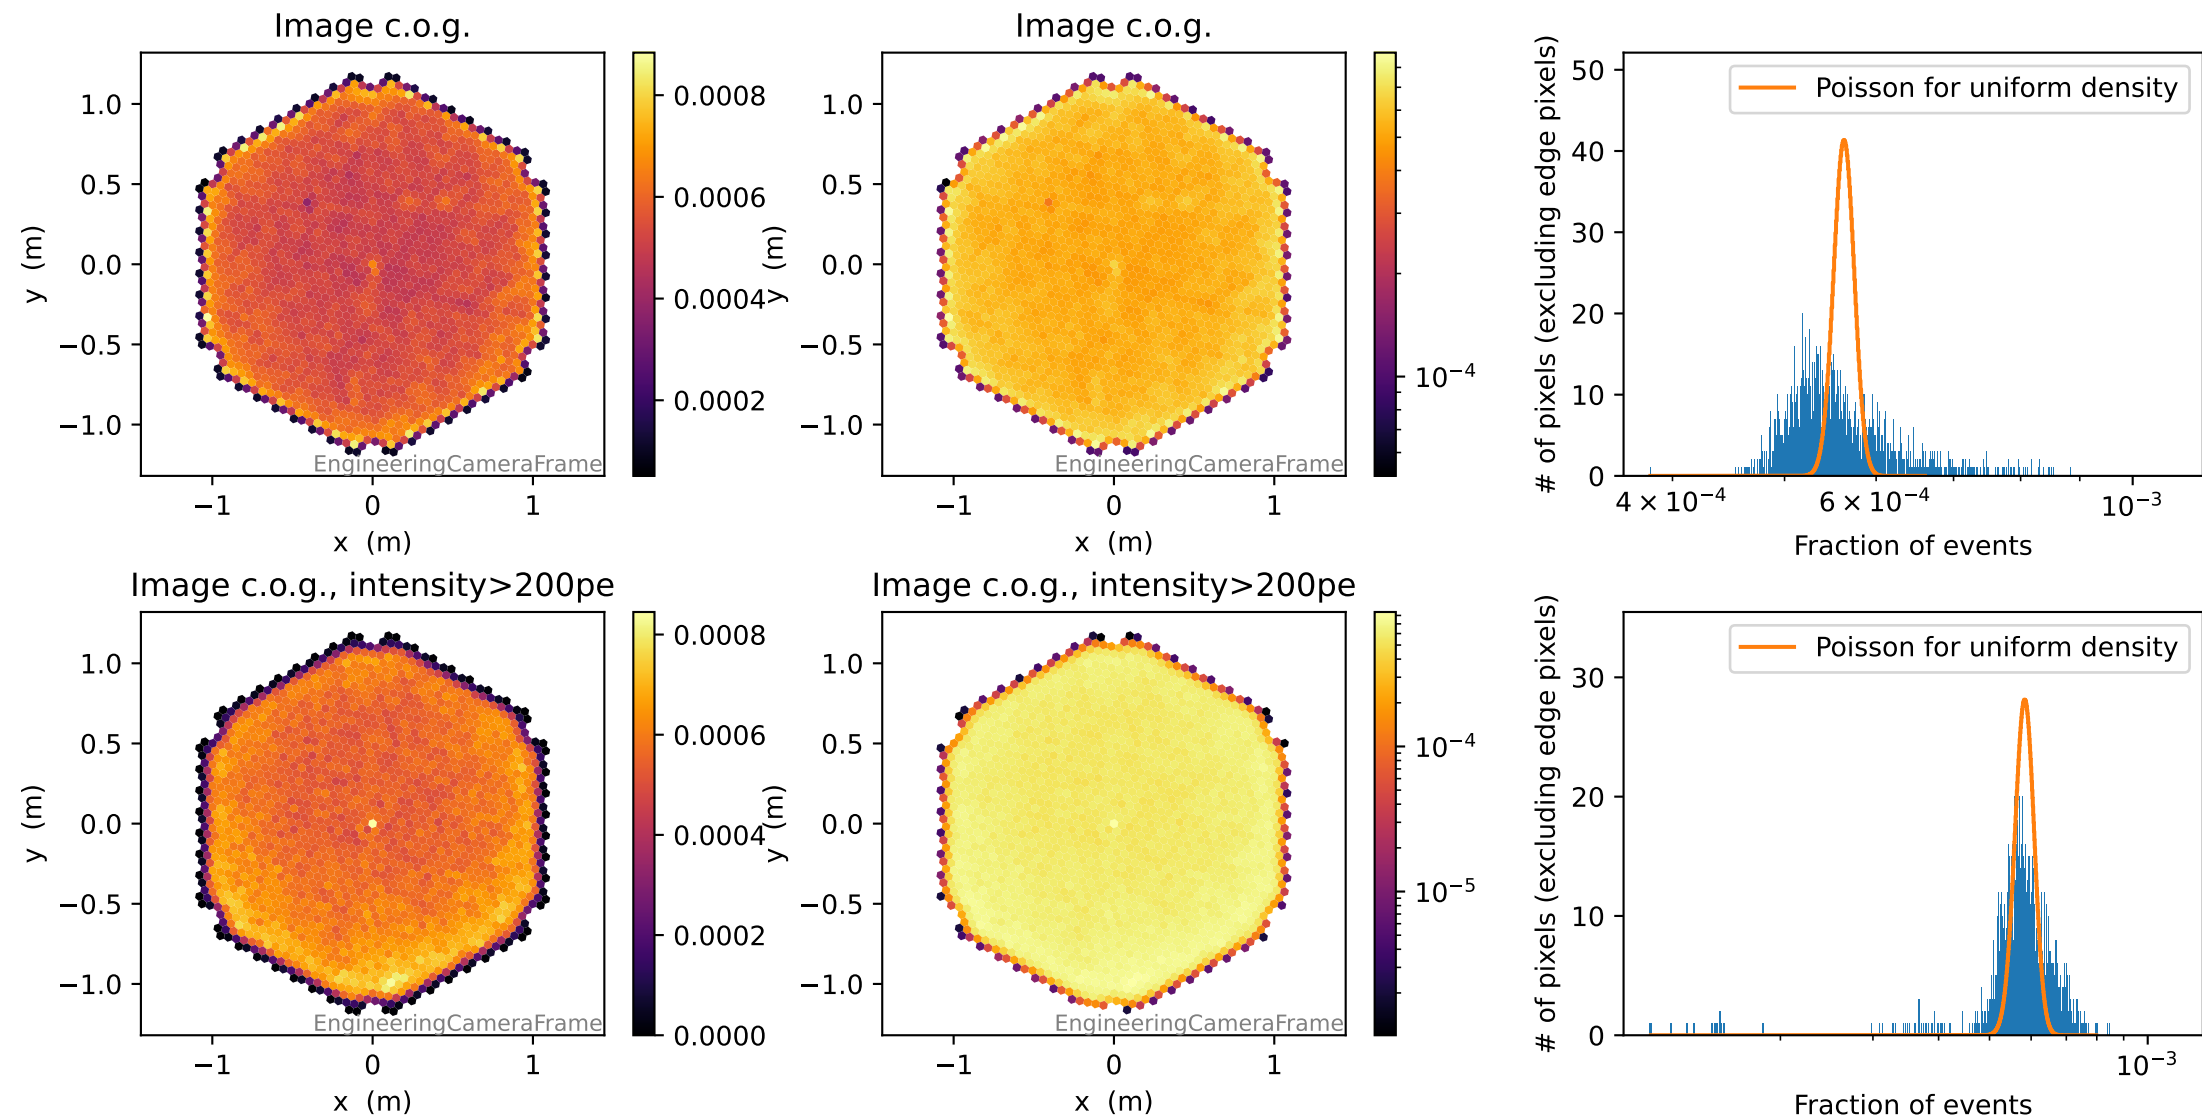 Image c.o.g.
1.0
0.5
0.0
−0.5
−1.0
y (m)
EngineeringCameraFrame
−1
0
1
x (m)
0.0008
0.0006
0.0004
0.0002
Image c.o.g.
1.0
0.5
0.0
−0.5
−1.0
y (m)
EngineeringCameraFrame
−1
0
1
x (m)
10⁻⁴
50
40
30
20
10
0
# of pixels (excluding edge pixels)
Poisson for uniform density
4 × 10⁻⁴
6 × 10⁻⁴
10⁻³
Fraction of events
Image c.o.g., intensity>200pe
1.0
0.5
0.0
−0.5
−1.0
y (m)
EngineeringCameraFrame
−1
0
1
x (m)
0.0008
0.0006
0.0004
0.0002
0.0000
Image c.o.g., intensity>200pe
1.0
0.5
0.0
−0.5
−1.0
y (m)
EngineeringCameraFrame
−1
0
1
x (m)
10⁻⁴
10⁻⁵
30
20
10
0
# of pixels (excluding edge pixels)
Poisson for uniform density
10⁻³
Fraction of events